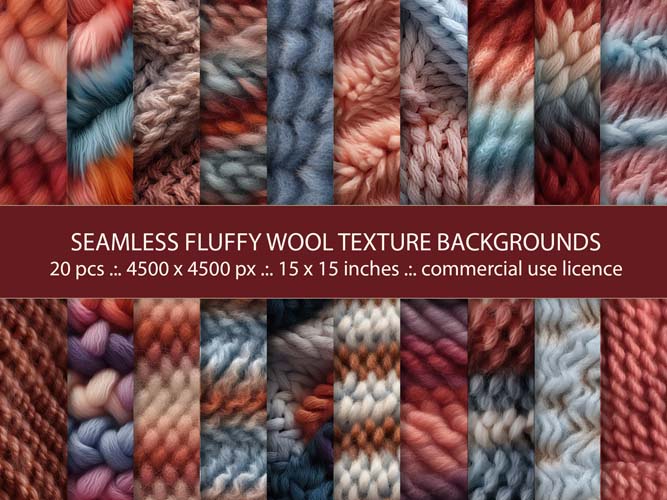 SEAMLESS FLUFFY WOOL TEXTURE BACKGROUNDS
20 pcs .:. 4500 x 4500 px .:. 15 x 15 inches .:. commercial use licence